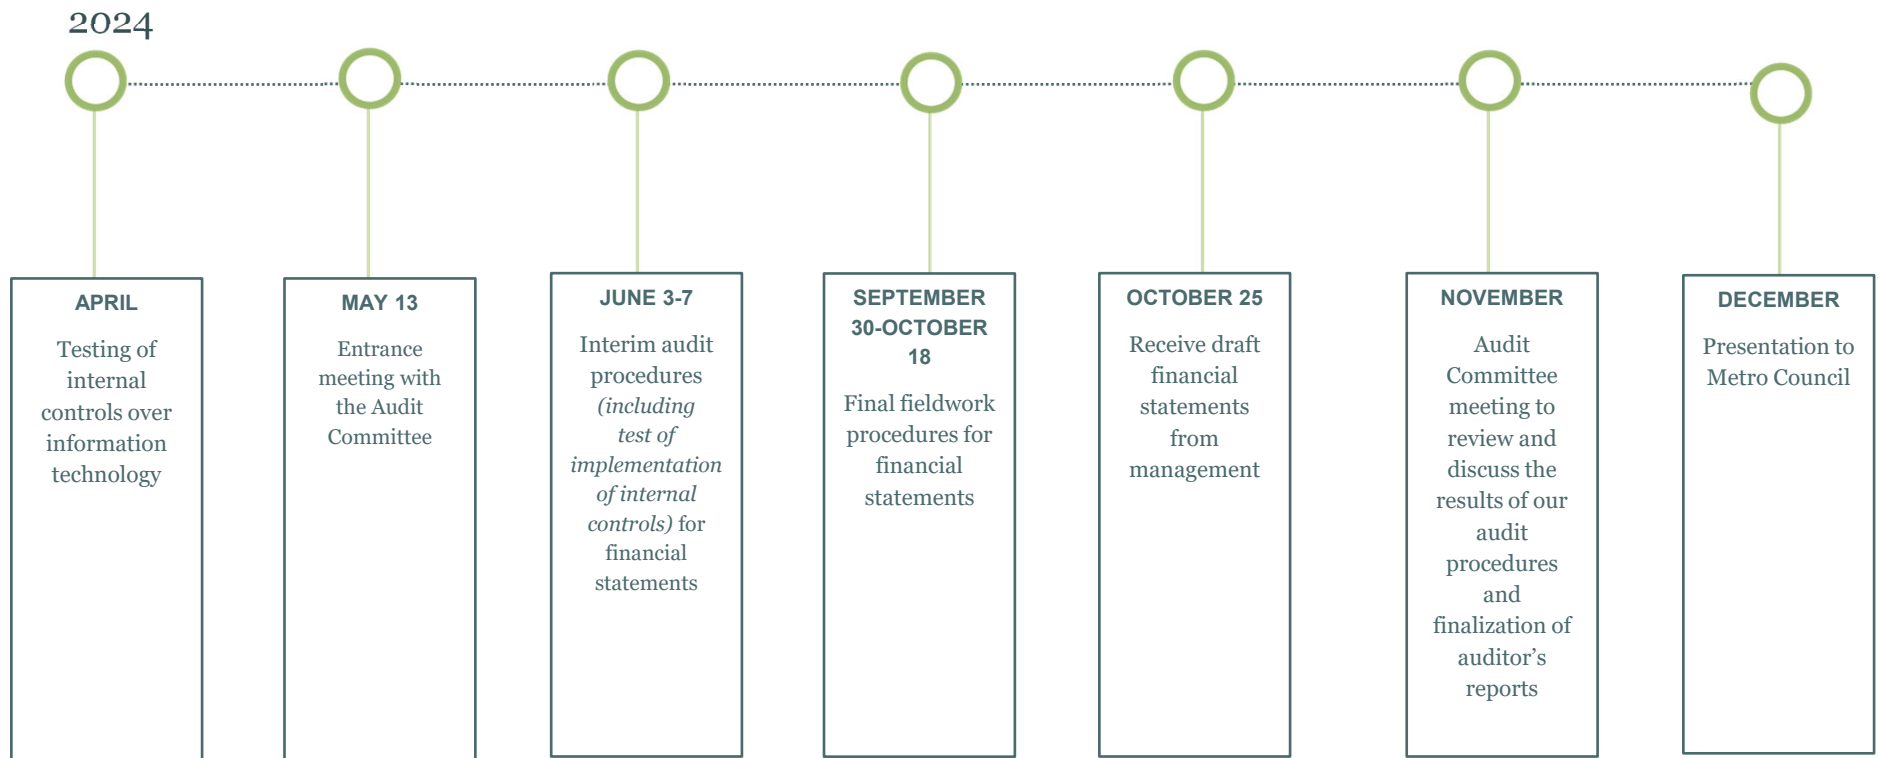 2024
APRIL
Testing of
internal
controls over
information
technology
MAY 13
Entrance
meeting with
the Audit
Committee
JUNE 3-7
Interim audit
procedures
(including
test of
implementation
of internal
controls) for
financial
statements
SEPTEMBER
30-OCTOBER
18
Final fieldwork
procedures for
financial
statements
OCTOBER 25
Receive draft
financial
statements
from
management
NOVEMBER
Audit
Committee
meeting to
review and
discuss the
results of our
audit
procedures
and
finalization of
auditor’s
reports
DECEMBER
Presentation to
Metro Council